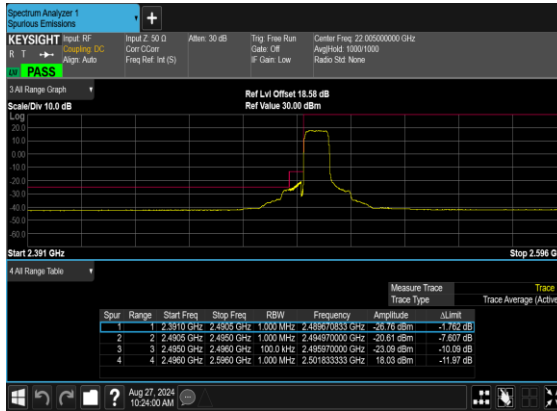 Spectrum Analyzer 1
Spurious Emissions
+
KEYSIGHT Input: RF Input Z: 50 Ω Atten: 30 dB Trig: Free Run Center Freq: 22.005000000 GHz
R T Coupling: DC Corr CCorr Gate: Off Avg|Hold: 1000/1000
Align: Auto Freq Ref: Int (S) IF Gain: Low Radio Std: None
PASS
3 All Range Graph
Ref Lvl Offset 18.58 dB
Scale/Div 10.0 dB Ref Value 30.00 dBm
Log
20.0
10.0
0.00
-10.0
-20.0
-30.0
-40.0
-50.0
-60.0
Start 2.391 GHz Stop 2.596 G
4 All Range Table
Measure Trace Trace
Trace Type Trace Average (Active
Spur Range Start Freq Stop Freq RBW Frequency Amplitude ΔLimit
1 1 2.3910 GHz 2.4905 GHz 1.000 MHz 2.489670833 GHz -26.76 dBm -1.762 dB
2 2 2.4905 GHz 2.4950 GHz 1.000 MHz 2.494970000 GHz -20.61 dBm -7.607 dB
3 3 2.4950 GHz 2.4960 GHz 100.0 kHz 2.495970000 GHz -23.09 dBm -10.09 dB
4 4 2.4960 GHz 2.5960 GHz 1.000 MHz 2.501833333 GHz 18.03 dBm -11.97 dB
? Aug 27, 2024
10:24:00 AM